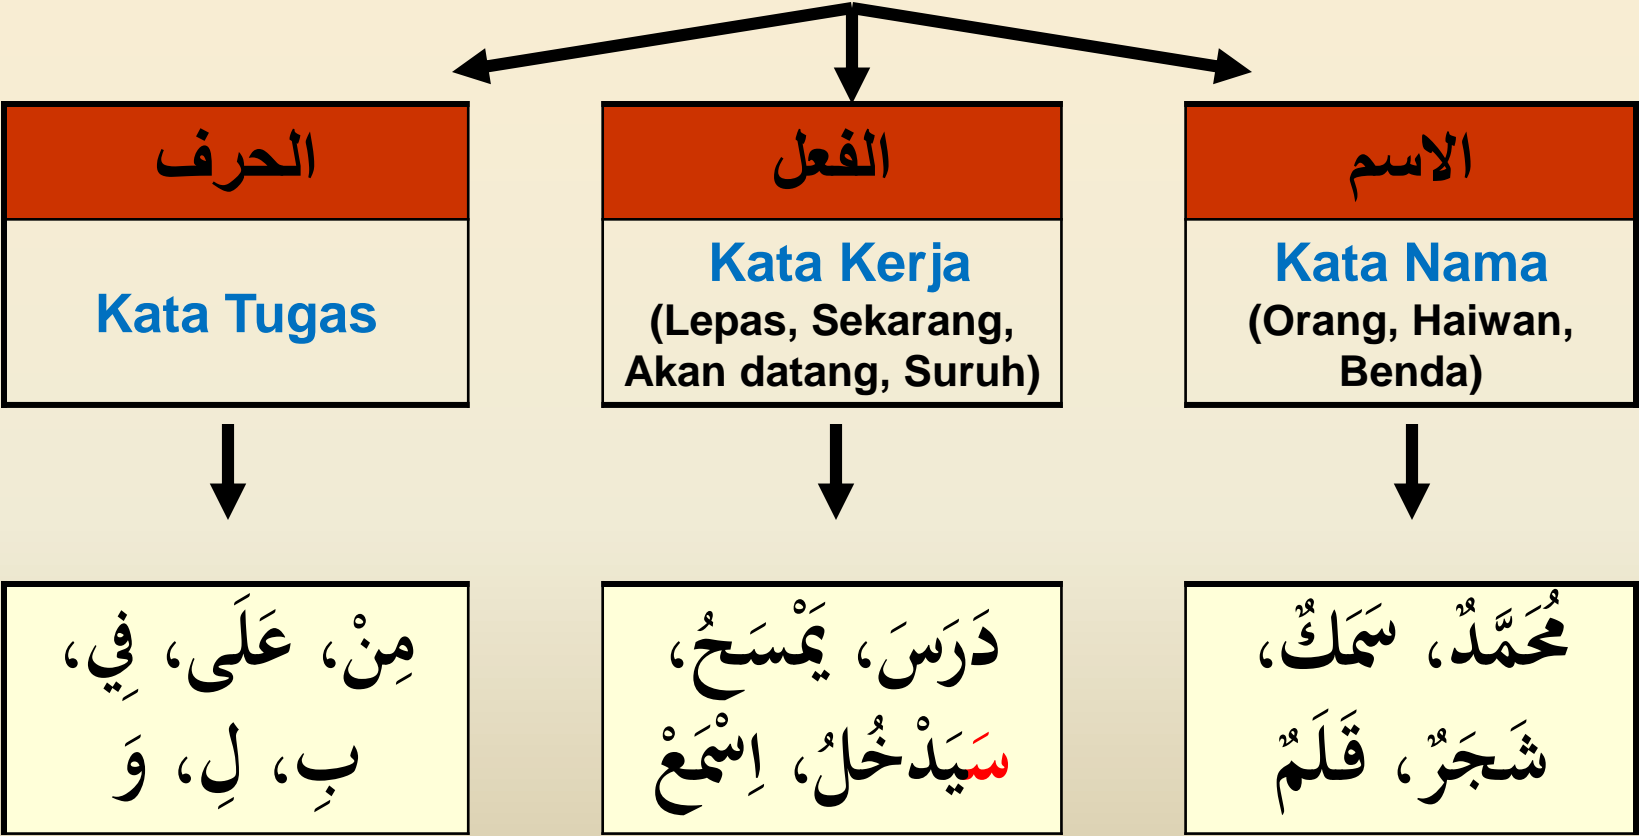 الاسم
Kata Nama
(Orang, Haiwan,
Benda)
مُحَمَّدٌ، سَمَكٌ،
شَجَرٌ، قَلَمٌ
الفعل
Kata Kerja
(Lepas, Sekarang,
Akan datang, Suruh)
دَرَسَ، يَمْسَحُ،
سَيَدْخُلُ، اِسْمَعْ
الحرف
Kata Tugas
مِنْ، عَلَى، فِي،
بِ، لِ، وَ